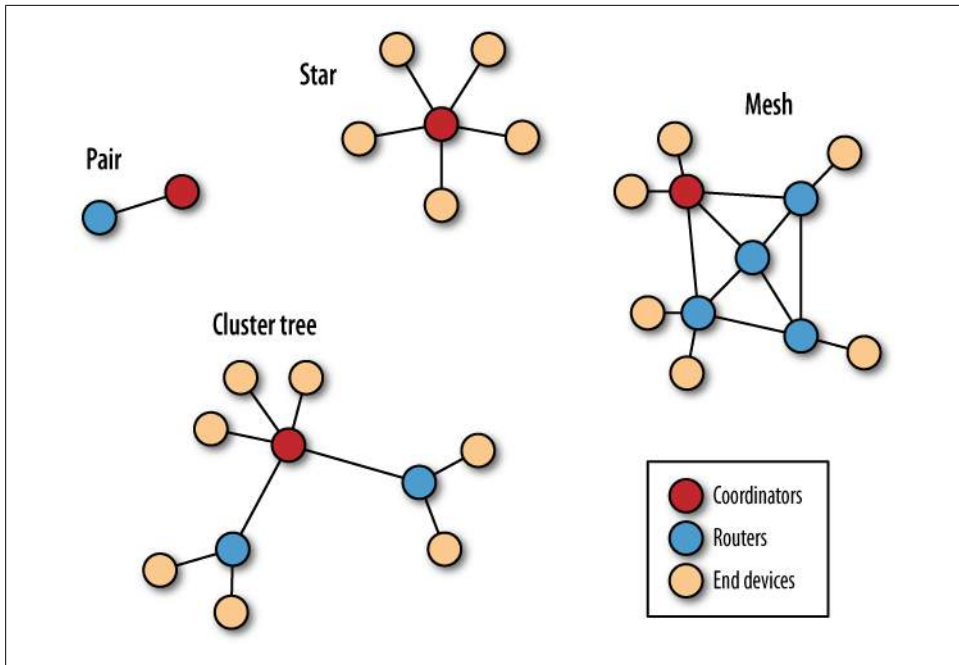 Star
Mesh
Pair
Cluster tree
Coordinators
Routers
End devices